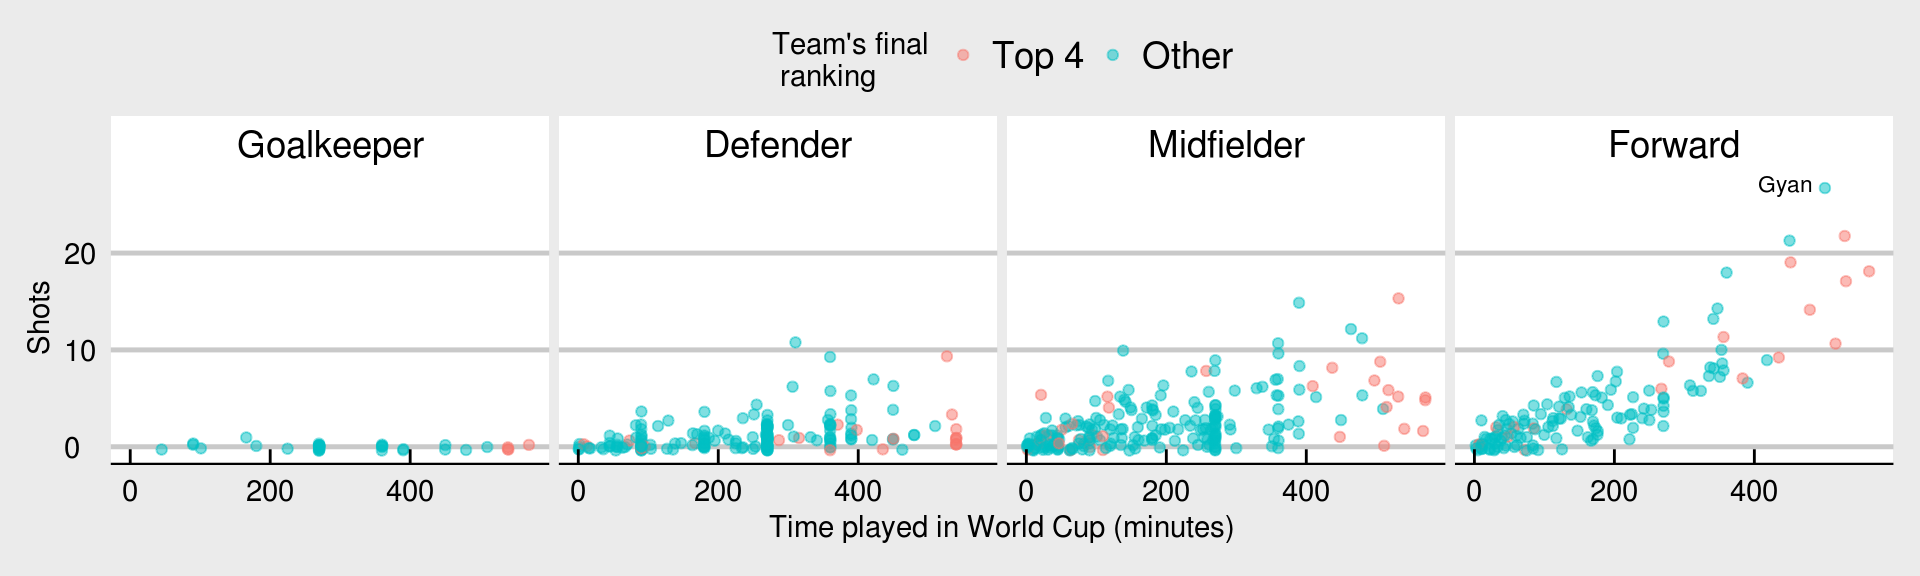 Team's final
ranking
Top 4
Other
Goalkeeper
Defender
Midfielder
Forward
Gyan
20
10
0
Shots
0 200 400
0 200 400
0 200 400
0 200 400
Time played in World Cup (minutes)